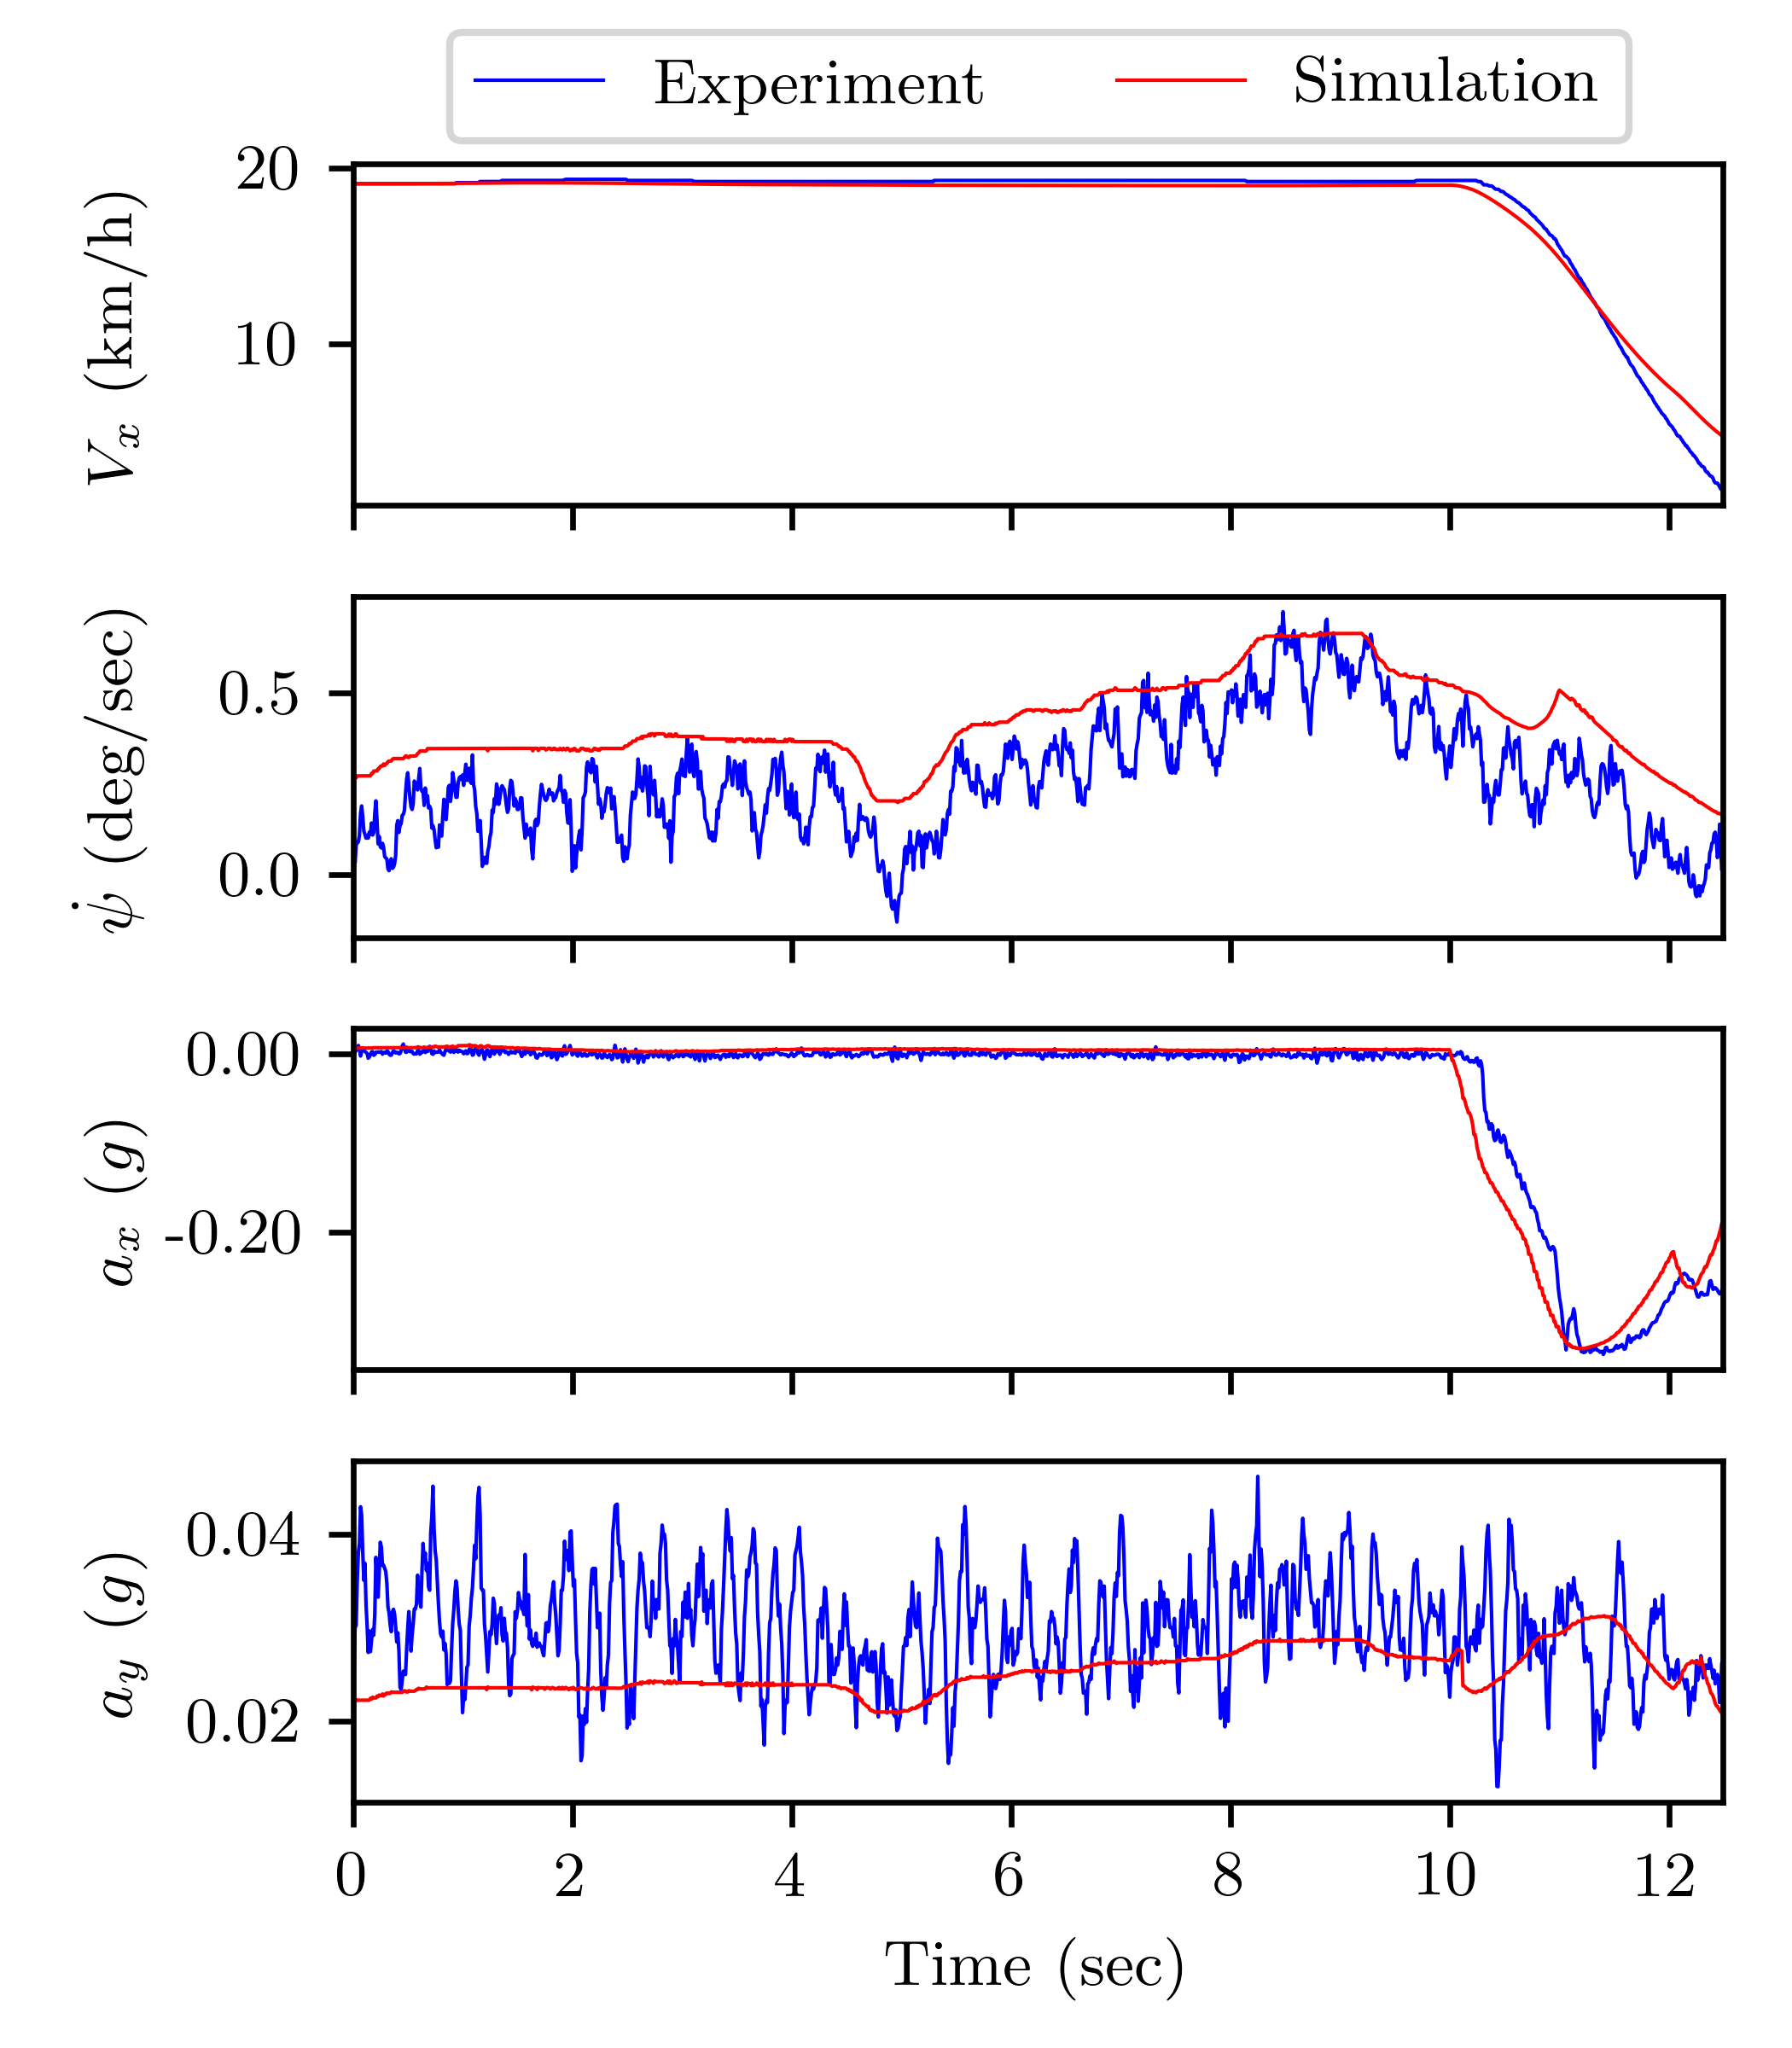 Experiment Simulation
20
10
V_x (km/h)
0.5
0.0
ψ̇ (deg/sec)
0.00
-0.20
a_x (g)
0.04
0.02
a_y (g)
0 2 4 6 8 10 12
Time (sec)